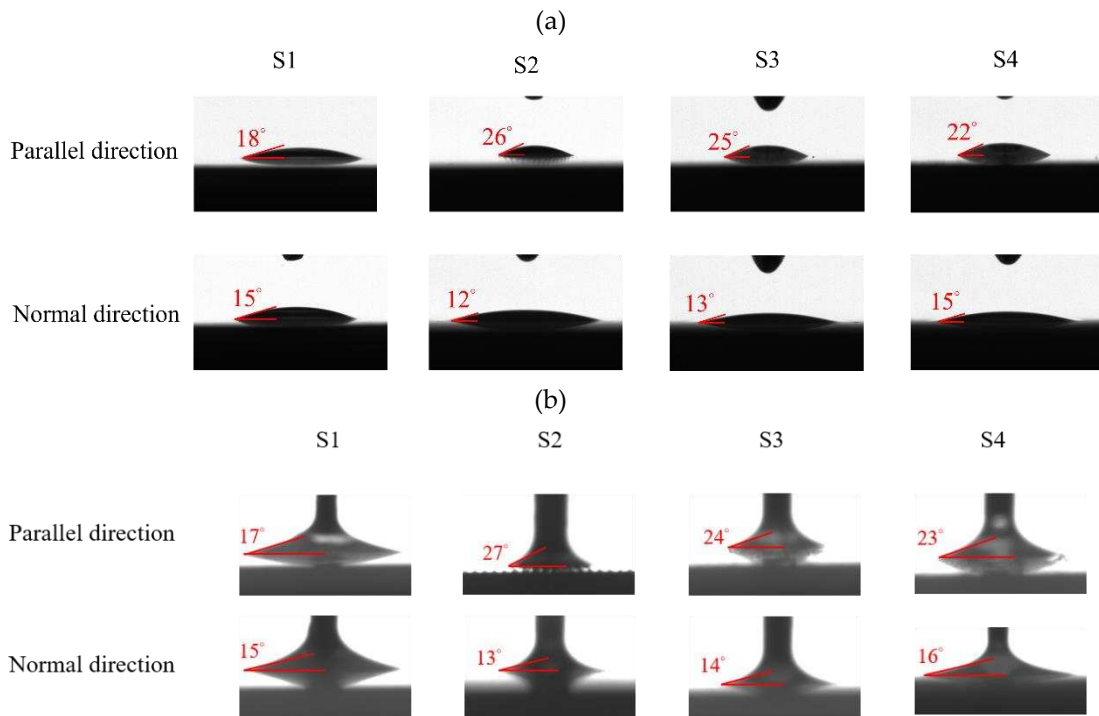 (a)
S1 S2 S3 S4
Parallel direction 18° 26° 25° 22°
Normal direction 15° 12° 13° 15°
(b)
S1 S2 S3 S4
Parallel direction 17° 27° 24° 23°
Normal direction 15° 13° 14° 16°